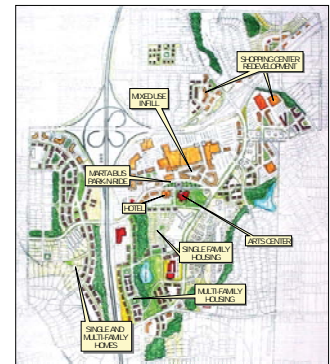 SHOPPING CENTER
REDEVELOPMENT
MIXED USE
INFILL
MARTA BUS
PARK N RIDE
HOTEL
ARTS CENTER
SINGLE FAMILY
HOUSING
MULTI-FAMILY
HOUSING
SINGLE AND
MULTI-FAMILY
HOMES